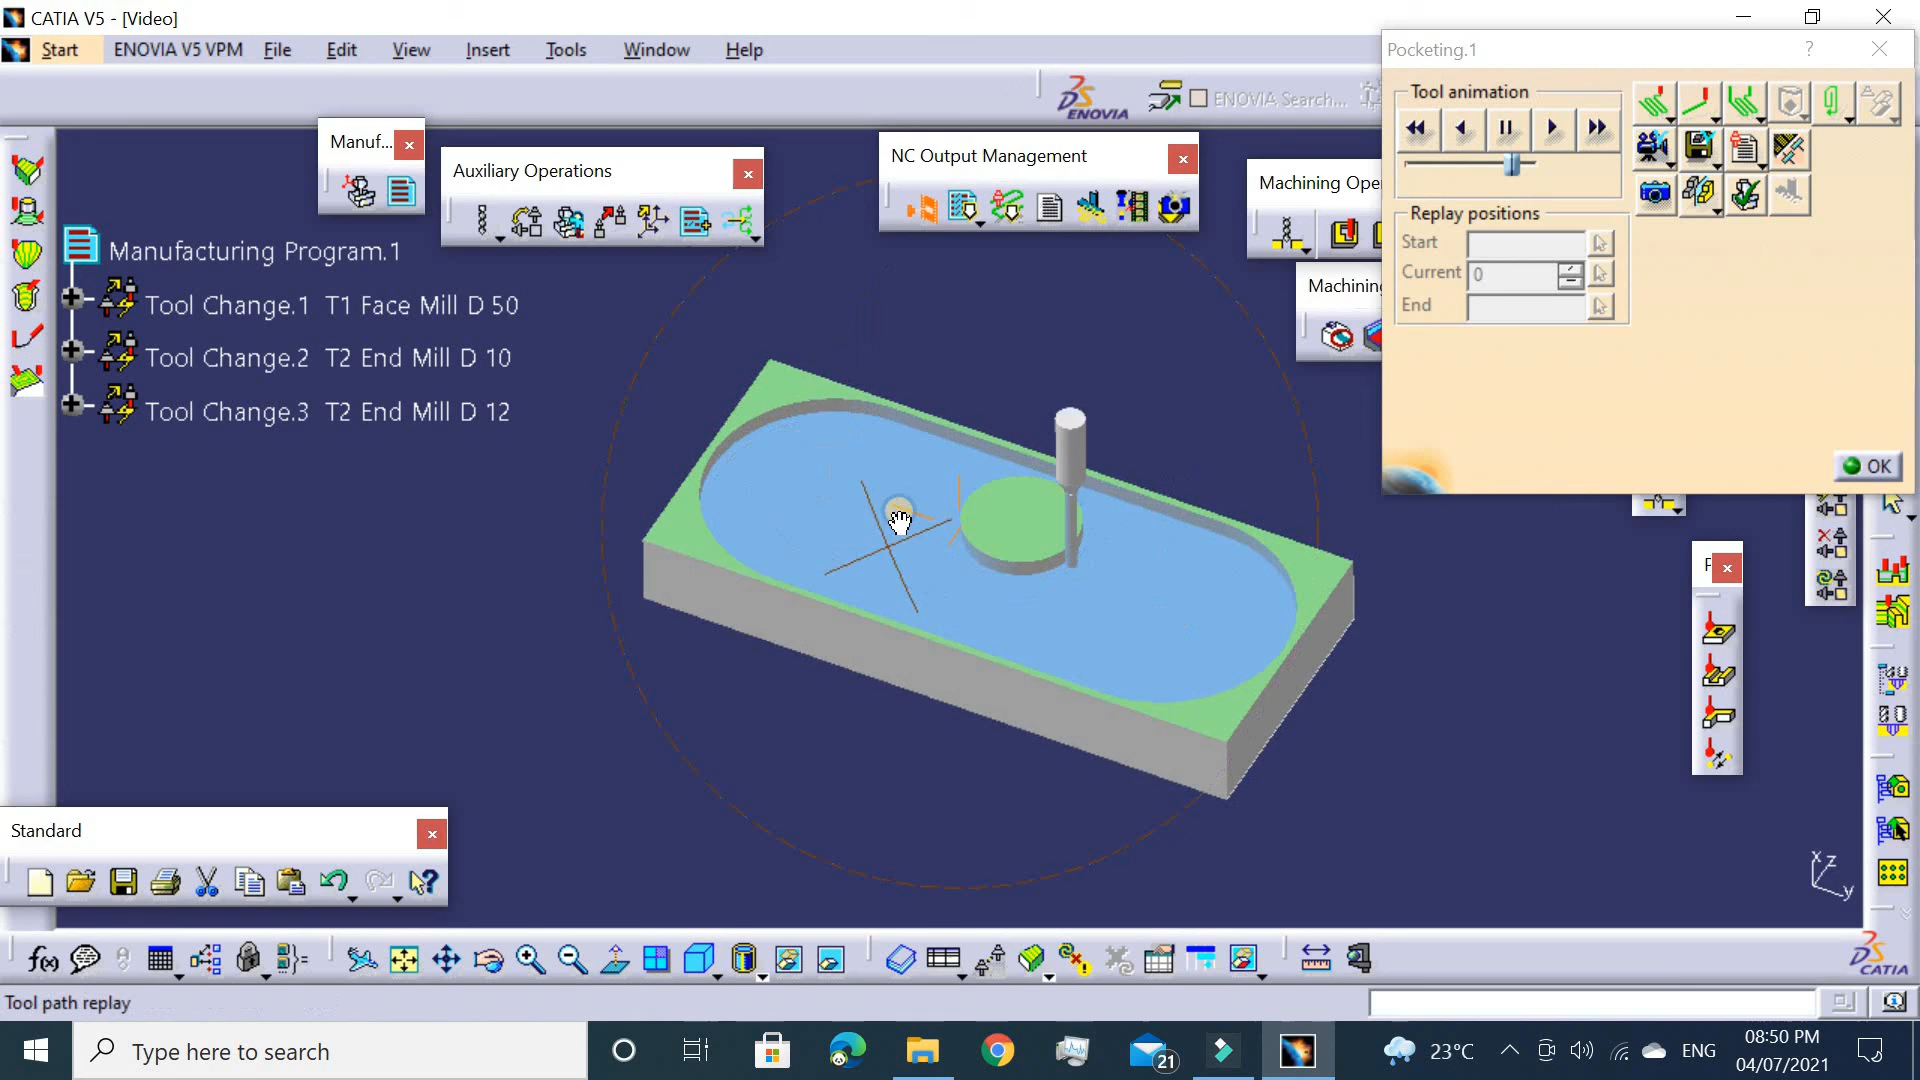 CATIA V5 - [Video]
Start
ENOVIA V5 VPM
File
Edit
View
Insert
Tools
Window
Help
DS
ENOVIA
ENOVIA Search...
Manuf...
Auxiliary Operations
NC Output Management
Machining Ope
Machining
Manufacturing Program.1
Tool Change.1 T1 Face Mill D 50
Tool Change.2 T2 End Mill D 10
Tool Change.3 T2 End Mill D 12
Pocketing.1
?
Tool animation
Replay positions
Start
Current
0
End
OK
Standard
x
z
y
f(x)
DS
CATIA
Tool path replay
Type here to search
21
23°C
ENG
08:50 PM
04/07/2021